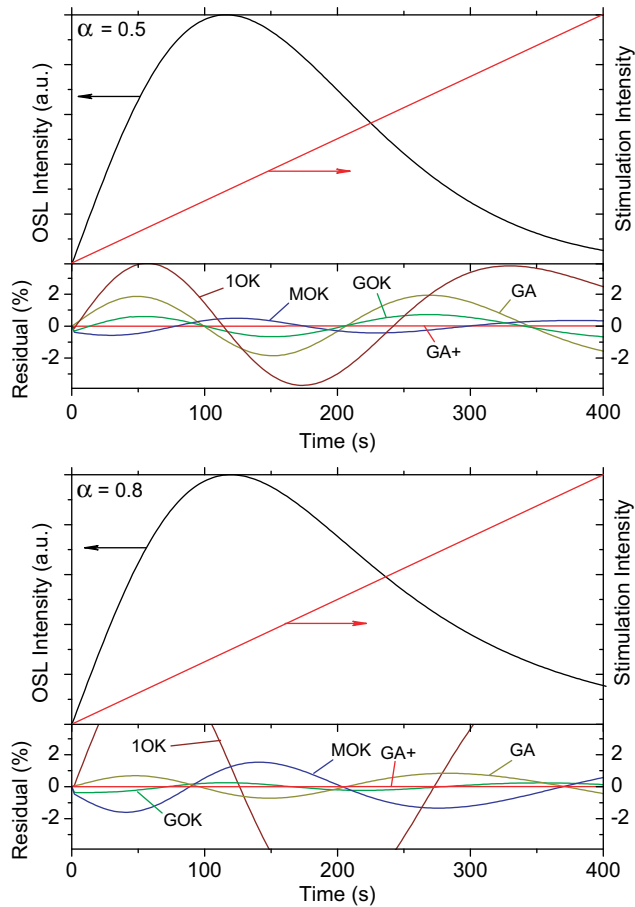 α = 0.5
OSL Intensity (a.u.)
Stimulation Intensity
Residual (%)
2
0
-2
1OK
MOK
GOK
GA
GA+
2
0
-2
0 100 200 300 400
Time (s)
α = 0.8
OSL Intensity (a.u.)
Stimulation Intensity
Residual (%)
2
0
-2
1OK
GOK
MOK
GA+
GA
2
0
-2
0 100 200 300 400
Time (s)